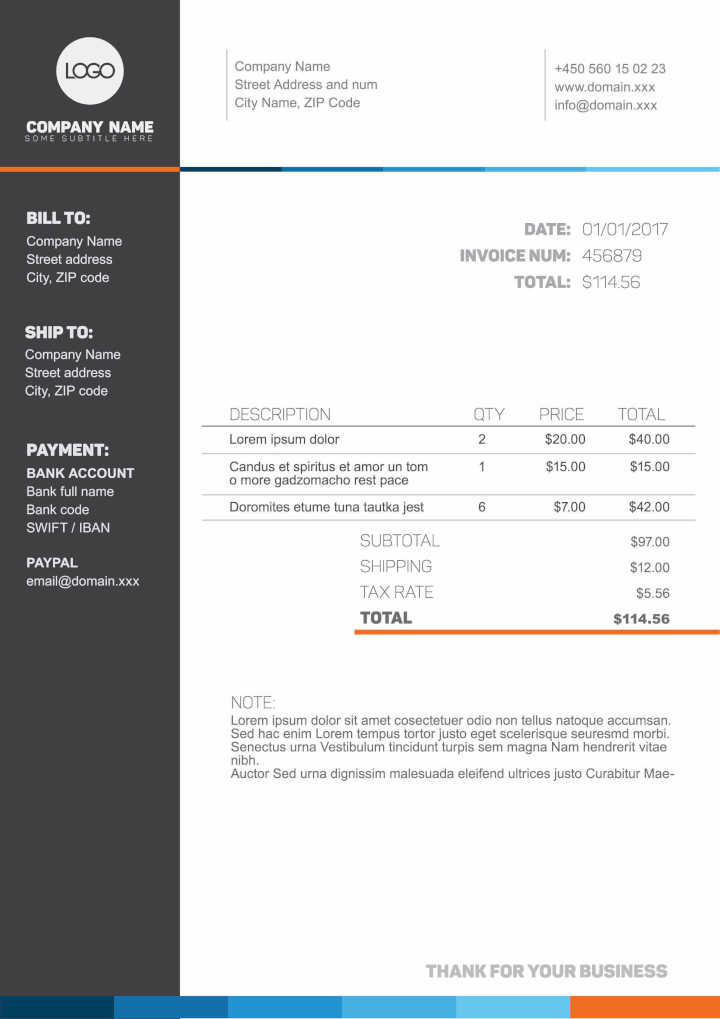 LOGO
COMPANY NAME
SOME SUBTITLE HERE
Company Name
Street Address and num
City Name, ZIP Code
+450 560 15 02 23
www.domain.xxx
info@domain.xxx
BILL TO:
Company Name
Street address
City, ZIP code
SHIP TO:
Company Name
Street address
City, ZIP code
PAYMENT:
BANK ACCOUNT
Bank full name
Bank code
SWIFT / IBAN
PAYPAL
email@domain.xxx
DATE: 01/01/2017
INVOICE NUM: 456879
TOTAL: $114.56
DESCRIPTION QTY PRICE TOTAL
Lorem ipsum dolor 2 $20.00 $40.00
Candus et spiritus et amor un tom 1 $15.00 $15.00
o more gadzomacho rest pace
Doromites etume tuna tautka jest 6 $7.00 $42.00
SUBTOTAL $97.00
SHIPPING $12.00
TAX RATE $5.56
TOTAL $114.56
NOTE:
Lorem ipsum dolor sit amet cosectetuer odio non tellus natoque accumsan.
Sed hac enim Lorem tempus tortor justo eget scelerisque seuresmd morbi.
Senectus urna Vestibulum tincidunt turpis sem magna Nam hendrerit vitae
nibh.
Auctor Sed urna dignissim malesuada eleifend ultrices justo Curabitur Mae-
THANK FOR YOUR BUSINESS